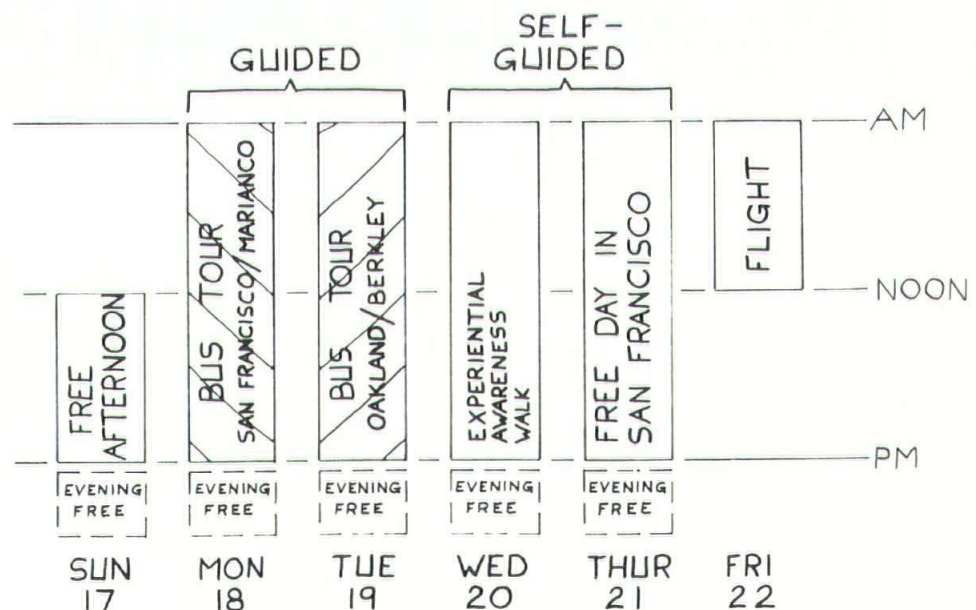 GUIDED
SELF-
GUIDED
AM
NOON
PM
FREE
AFTERNOON
BUS TOUR
SAN FRANCISCO/MARIANCO
BUS TOUR
OAKLAND/BERKLEY
EXPERIENTIAL
AWARENESS
WALK
FREE DAY IN
SAN FRANCISCO
FLIGHT
EVENING
FREE
EVENING
FREE
EVENING
FREE
EVENING
FREE
EVENING
FREE
SUN
17
MON
18
TUE
19
WED
20
THUR
21
FRI
22